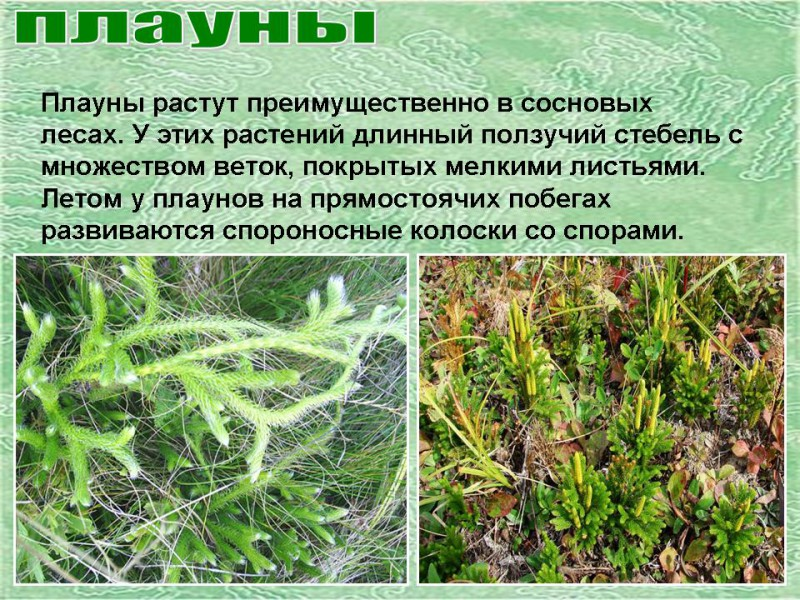 плауны
Плауны растут преимущественно в сосновых
лесах. У этих растений длинный ползучий стебель с
множеством веток, покрытых мелкими листьями.
Летом у плаунов на прямостоячих побегах
развиваются спороносные колоски со спорами.